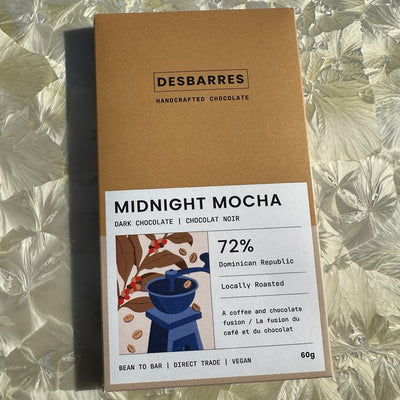 DESBARRES
HANDCRAFTED CHOCOLATE
MIDNIGHT MOCHA
DARK CHOCOLATE | CHOCOLAT NOIR
72%
Dominican Republic
Locally Roasted
A coffee and chocolate
fusion / La fusion du
café et du chocolat
BEAN TO BAR | DIRECT TRADE | VEGAN
60g